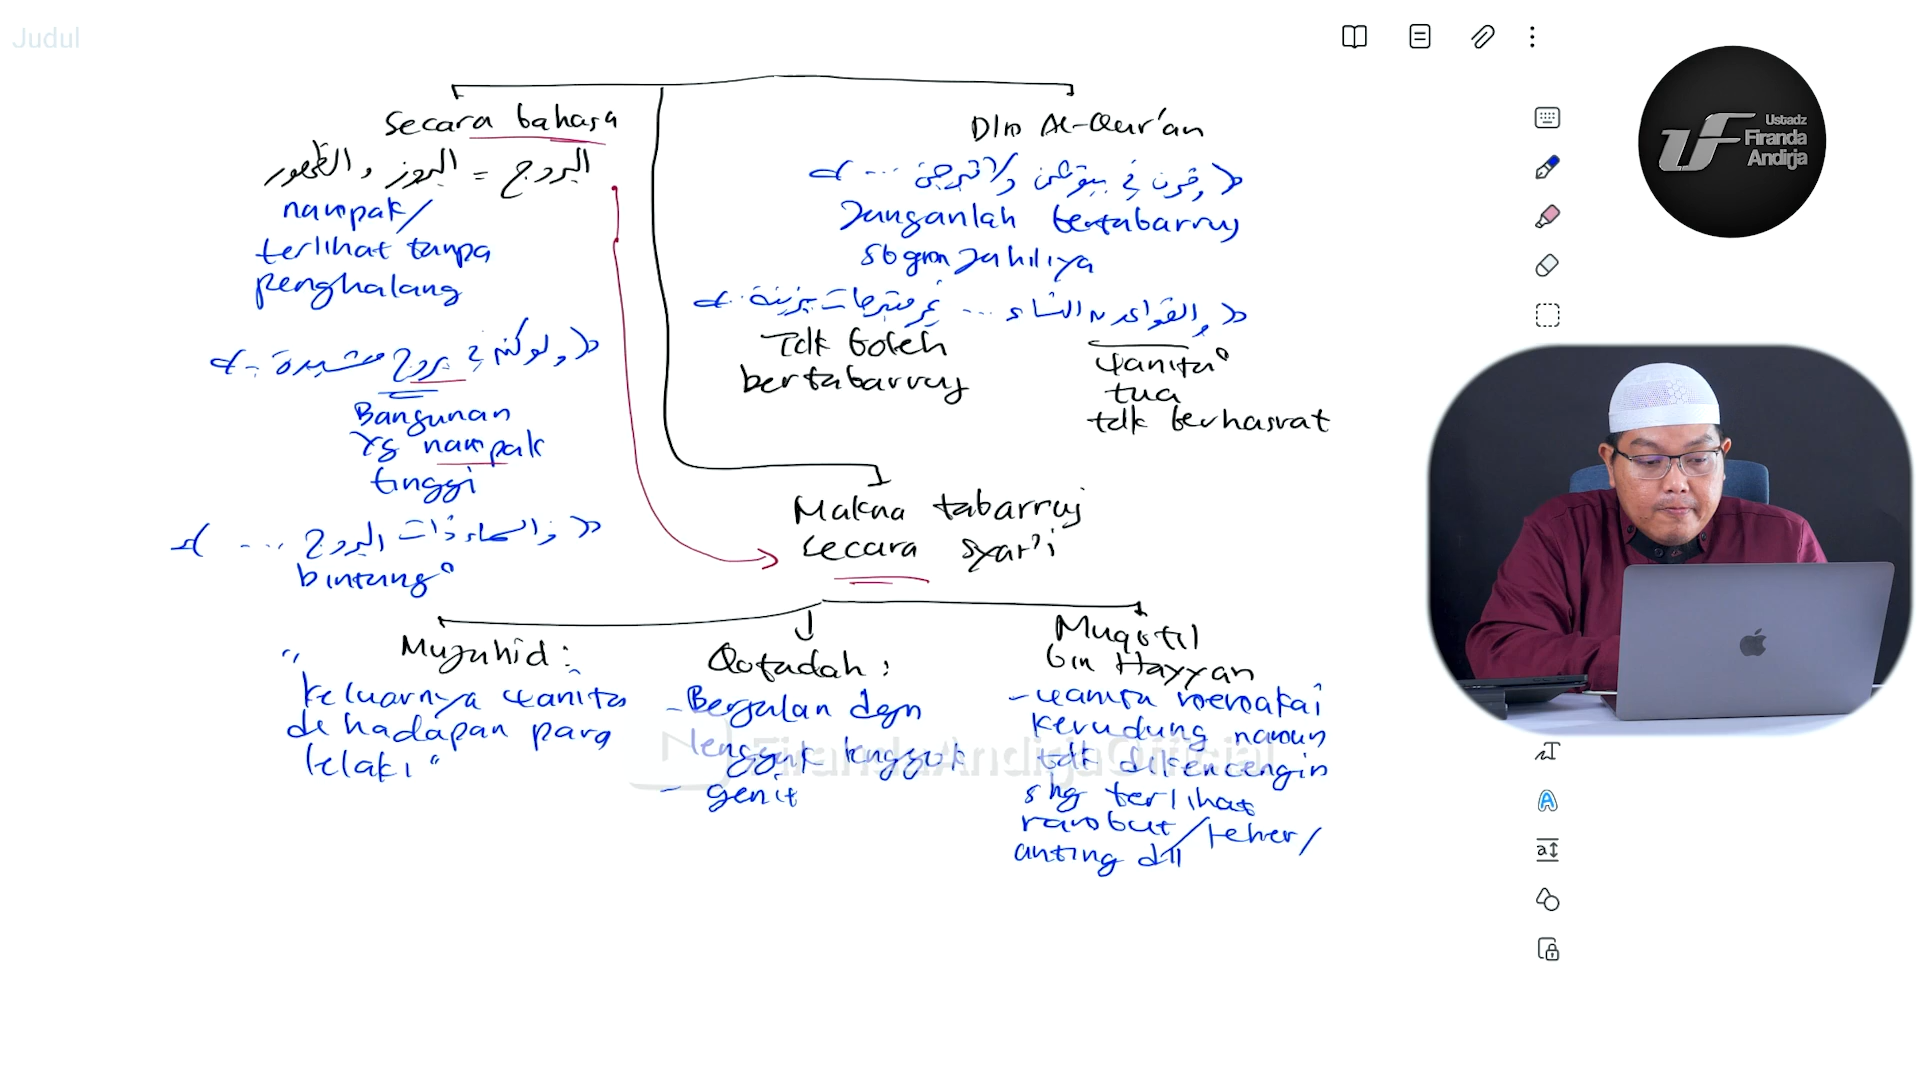 Judul
Ustadz
Firanda
Andirja
Secara bahasa
البروج = البروز و الظهور
nampak/
terlihat tanpa
penghalang
« ولو كنتم في بروج مشيدة »
Bangunan
yg nampak
tinggi
« والسماء ذات البروج ... »
bintang²
Dlm Al-Qur'an
« وقرن في بيوتكن ولا تبرجن ... »
Janganlah bertabarruj
sbgmn Jahiliya
« والقواعد من النساء ... غير متبرجات بزينة »
Tdk boleh
bertabarruj
wanita²
tua
tdk berhasrat
Makna tabarruj
secara syar'i
Mujahid :
" keluarnya wanita
di hadapan para
lelaki "
Qotadah :
- Berjalan dgn
lenggak lenggok
- genit
Muqotil
bin Hayyan
- wanita memakai
kerudung namun
tdk dikencengin
shg terlihat
rambut/leher/
anting dll
FirandaAndirjaOfficial